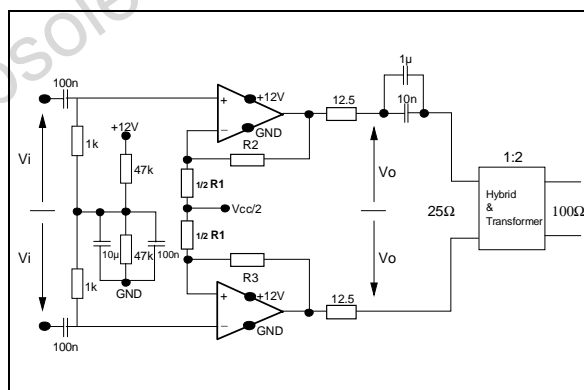 osole
1µ
100n
+
+12V
12.5
10n
+12V
−
GND
1k
R2
1:2
Vi
47k
1/2 R1
Vo
Hybrid
&
Transformer
Vcc/2
25Ω
100Ω
1/2 R1
10µ
47k
100n
Vi
Vo
1k
GND
R3
+
+12V
12.5
−
GND
100n